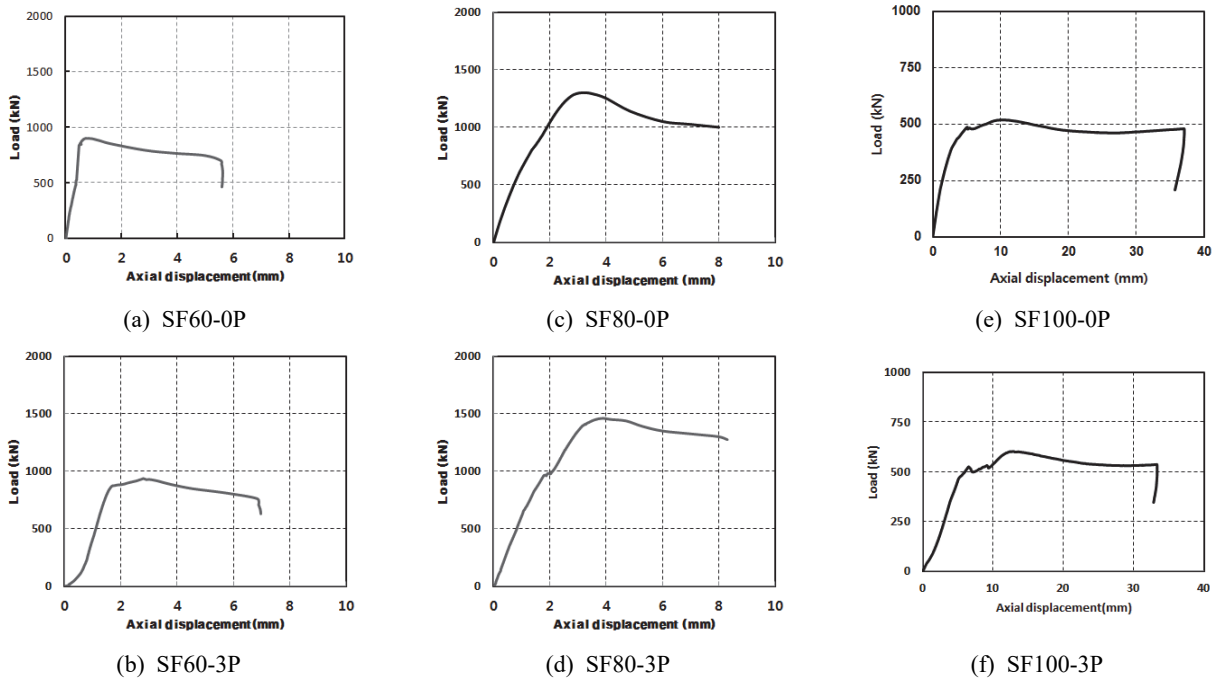 2000
1500
1000
500
0
Load (kN)
0 2 4 6 8 10
Axial displacement(mm)
(a) SF60-0P
2000
1500
1000
500
0
Load (kN)
0 2 4 6 8 10
Axial displacement(mm)
(c) SF80-0P
1000
750
500
250
0
Load (kN)
0 10 20 30 40
Axial displacement (mm)
(e) SF100-0P
2000
1500
1000
500
0
Load (kN)
0 2 4 6 8 10
Axial displacement(mm)
(b) SF60-3P
2000
1500
1000
500
0
Load (kN)
0 2 4 6 8 10
Axial displacement(mm)
(d) SF80-3P
1000
750
500
250
0
Load (kN)
0 10 20 30 40
Axial displacement(mm)
(f) SF100-3P